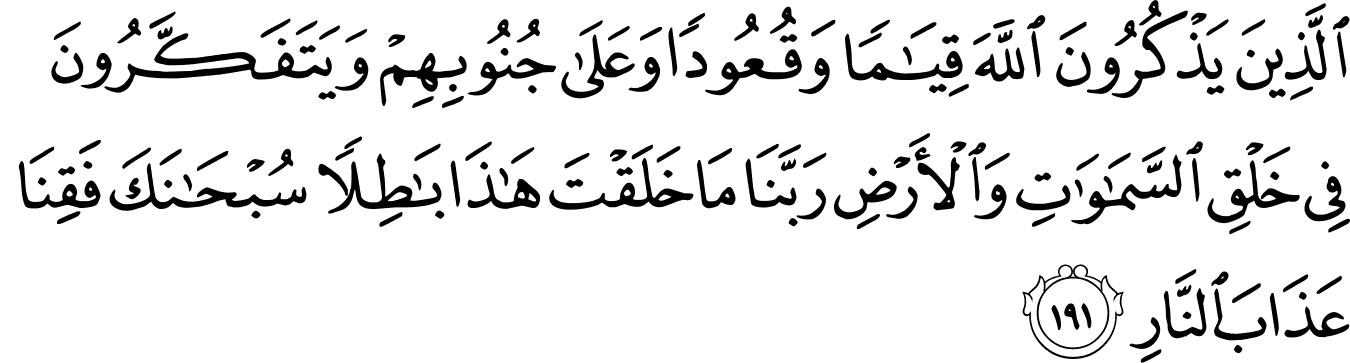 ٱلَّذِينَ يَذْكُرُونَ ٱللَّهَ قِيَـٰمًا وَقُعُودًا وَعَلَىٰ جُنُوبِهِمْ وَيَتَفَكَّرُونَ
فِى خَلْقِ ٱلسَّمَـٰوَٰتِ وَٱلْأَرْضِ رَبَّنَا مَا خَلَقْتَ هَـٰذَا بَـٰطِلًا سُبْحَـٰنَكَ فَقِنَا
عَذَابَ ٱلنَّارِ ١٩١